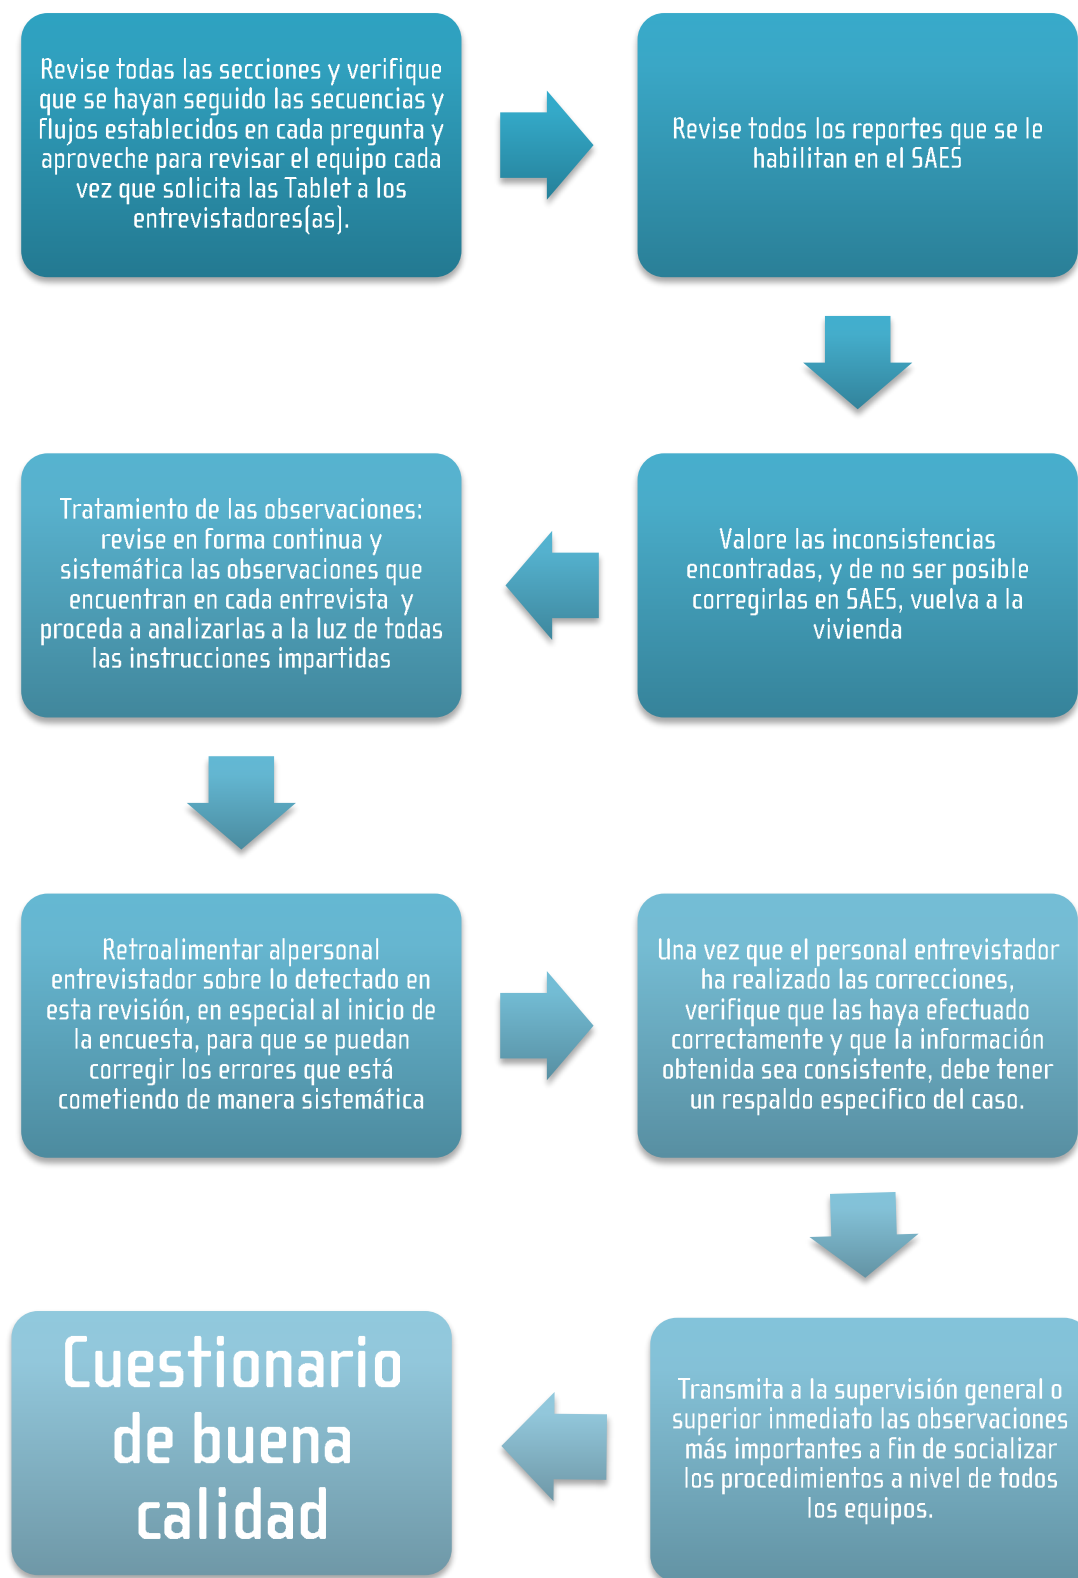 Revise todas las secciones y verifique
que se hayan seguido las secuencias y
flujos establecidos en cada pregunta y
aproveche para revisar el equipo cada
vez que solicita las Tablet a los
entrevistadores(as).
Revise todos los reportes que se le
habilitan en el SAES
Valore las inconsistencias
encontradas, y de no ser posible
corregirlas en SAES, vuelva a la
vivienda
Tratamiento de las observaciones:
revise en forma continua y
sistemática las observaciones que
encuentran en cada entrevista y
proceda a analizarlas a la luz de todas
las instrucciones impartidas
Retroalimentar alpersonal
entrevistador sobre lo detectado en
esta revisión, en especial al inicio de
la encuesta, para que se puedan
corregir los errores que está
cometiendo de manera sistemática
Una vez que el personal entrevistador
ha realizado las correcciones,
verifique que las haya efectuado
correctamente y que la información
obtenida sea consistente, debe tener
un respaldo especifico del caso.
Transmita a la supervisión general o
superior inmediato las observaciones
más importantes a fin de socializar
los procedimientos a nivel de todos
los equipos.
Cuestionario
de buena
calidad